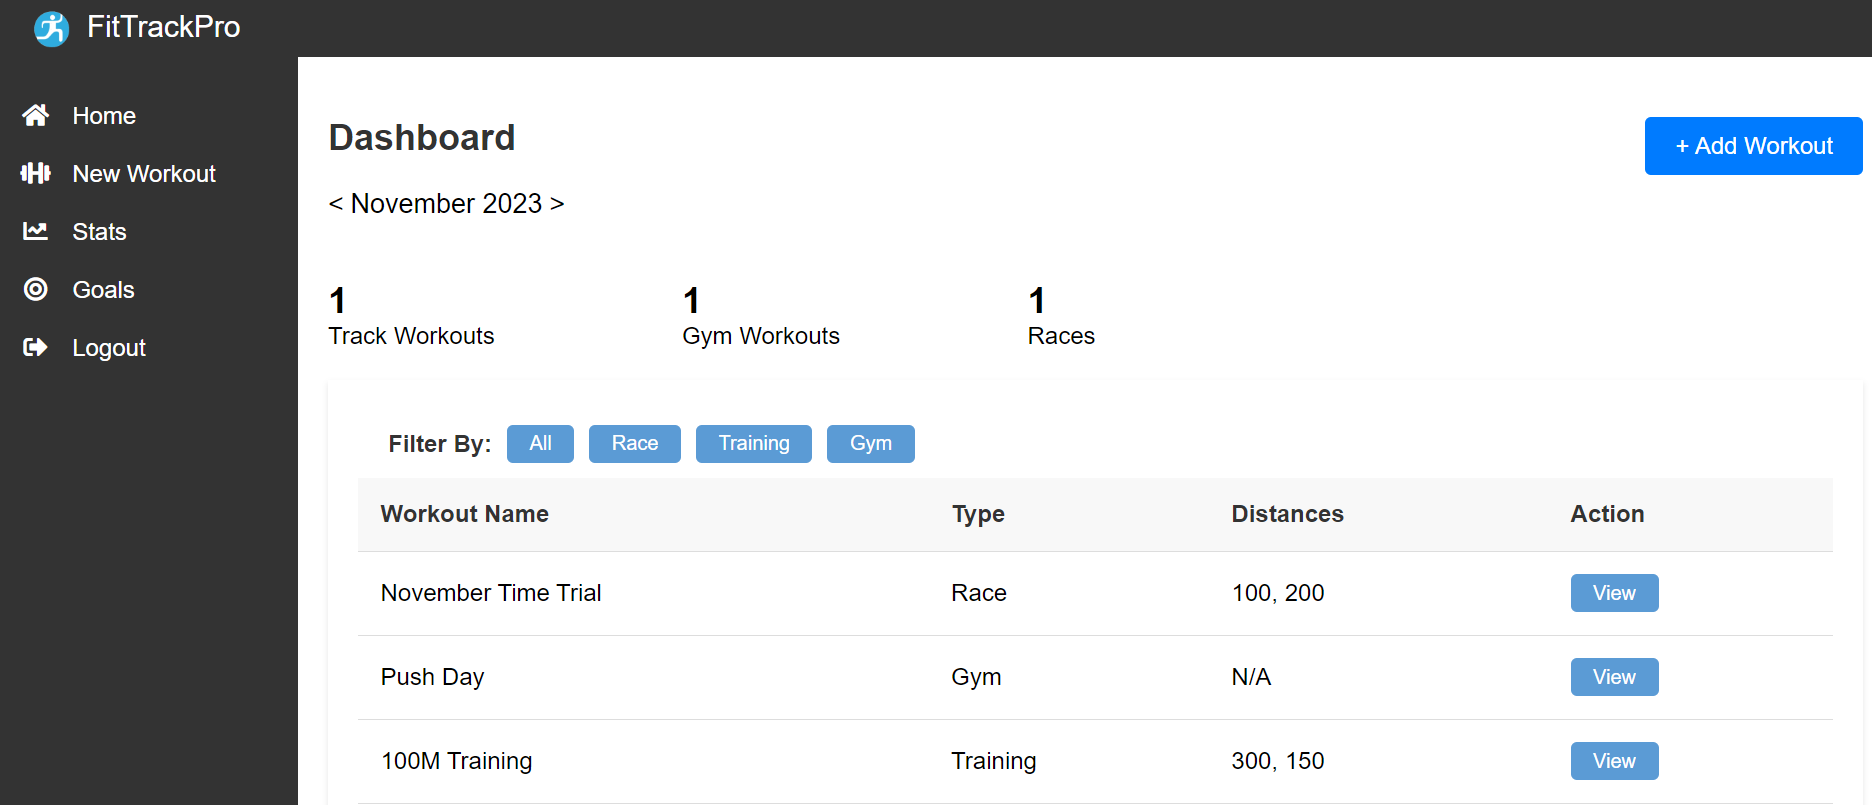 FitTrackPro
Home
New Workout
Stats
Goals
Logout
Dashboard
+ Add Workout
< November 2023 >
1
Track Workouts
1
Gym Workouts
1
Races
Filter By: All Race Training Gym
Workout Name Type Distances Action
November Time Trial Race 100, 200 View
Push Day Gym N/A View
100M Training Training 300, 150 View